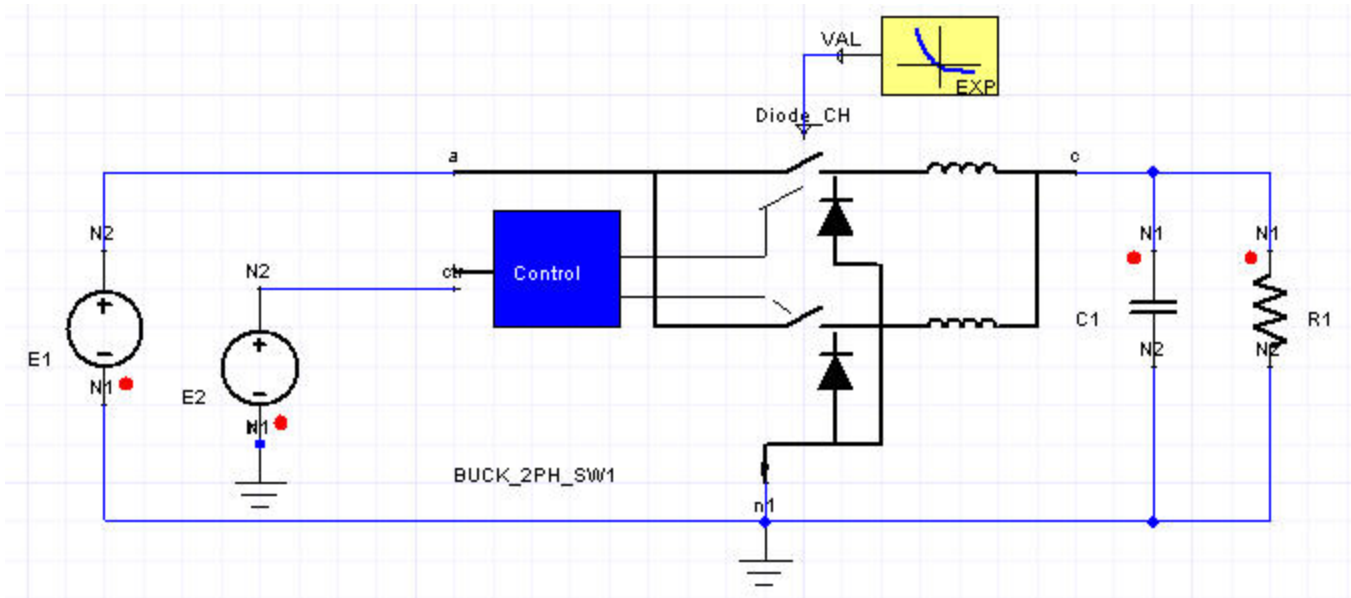 VAL
EXP
Diode_CH
a
c
N2
N1
N1
N2
ctr
Control
E1
C1
R1
N2
N2
N1
E2
N1
BUCK_2PH_SW1
n1